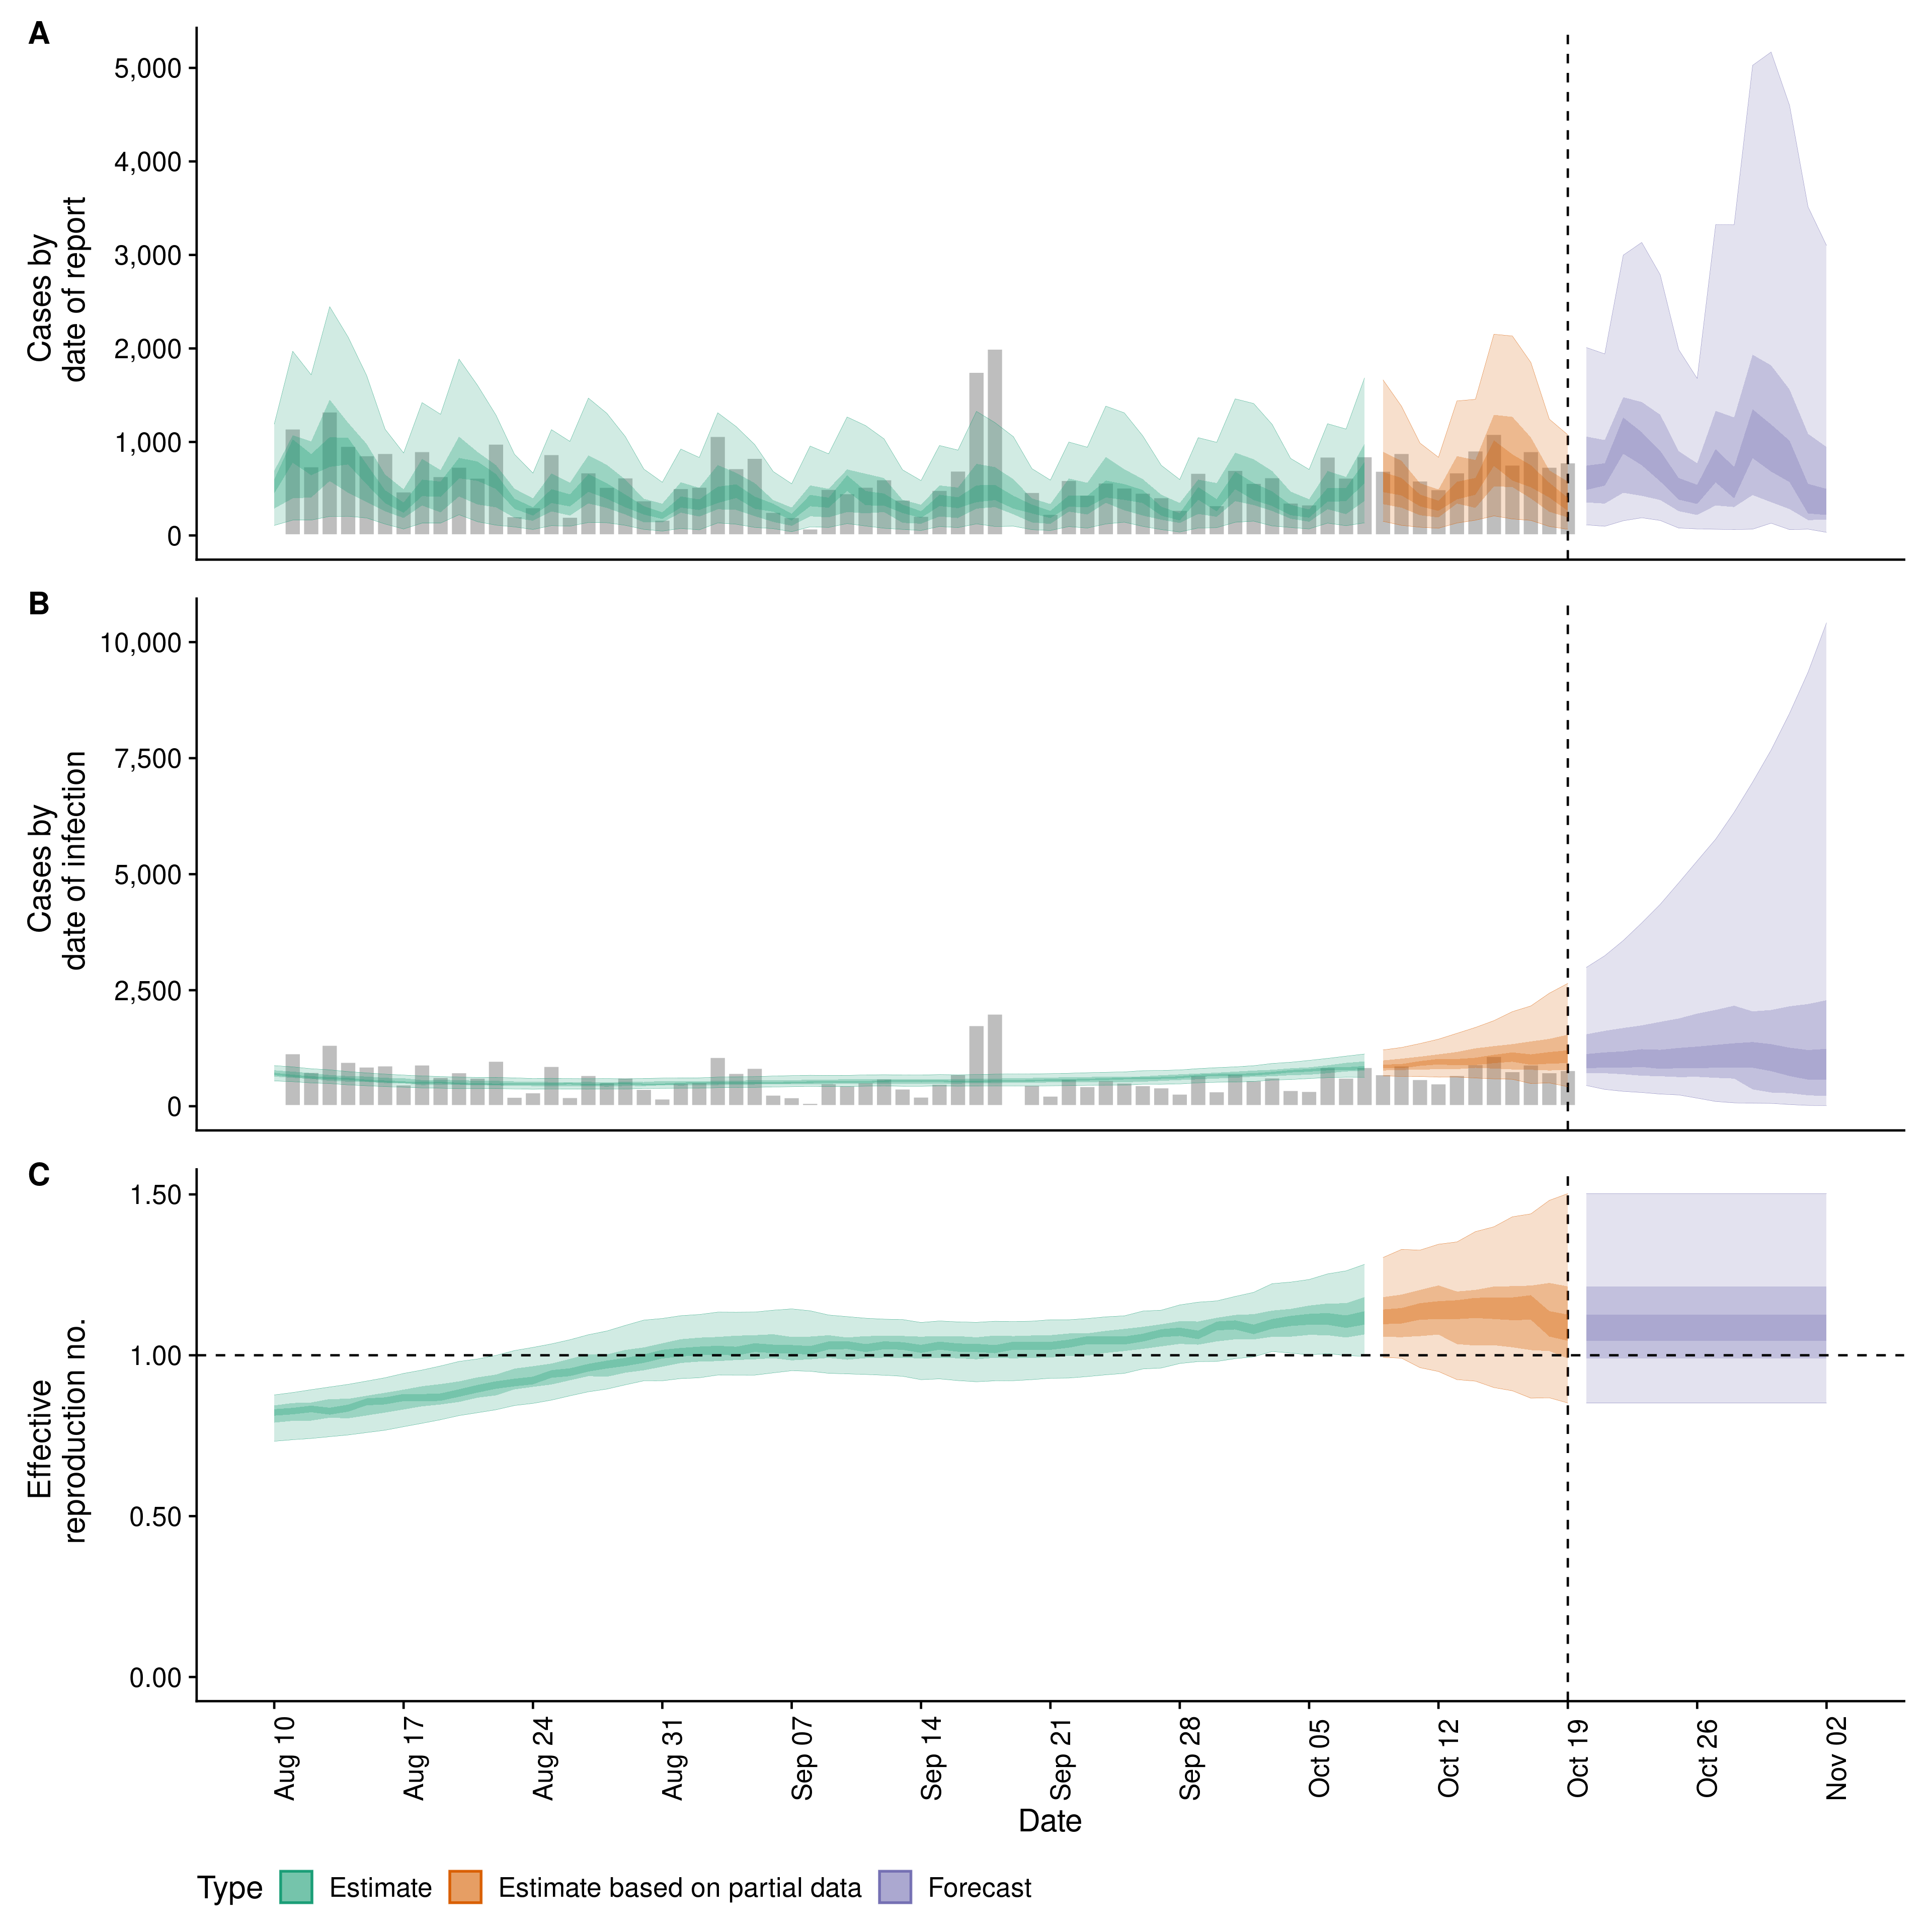 A
5,000
4,000
3,000
2,000
1,000
0
Cases by
date of report
B
10,000
7,500
5,000
2,500
0
Cases by
date of infection
C
1.50
1.00
0.50
0.00
Effective
reproduction no.
Aug 10
Aug 17
Aug 24
Aug 31
Sep 07
Sep 14
Sep 21
Sep 28
Oct 05
Oct 12
Oct 19
Oct 26
Nov 02
Date
Type Estimate Estimate based on partial data Forecast